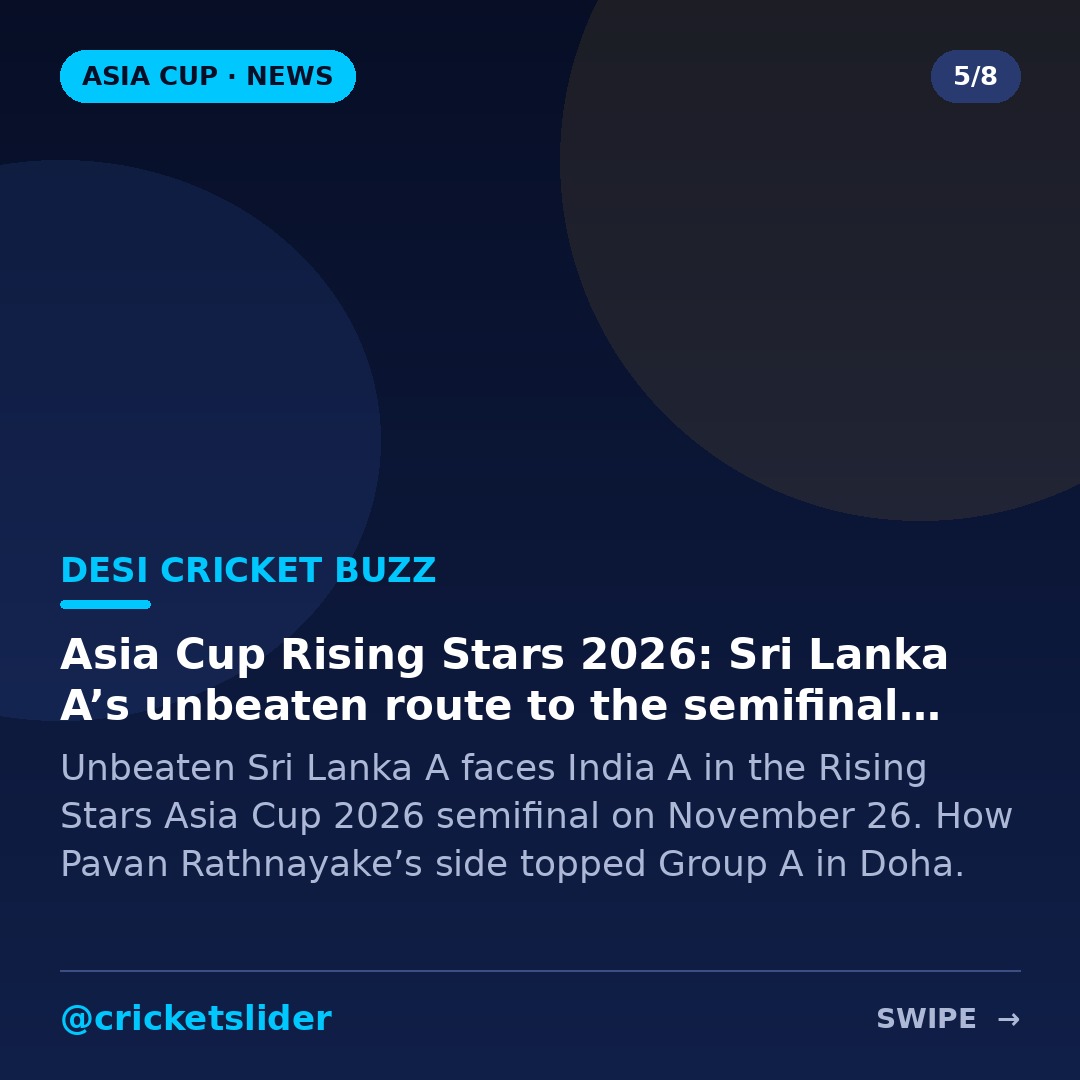 ASIA CUP · NEWS
5/8
DESI CRICKET BUZZ
Asia Cup Rising Stars 2026: Sri Lanka
A’s unbeaten route to the semifinal…
Unbeaten Sri Lanka A faces India A in the Rising
Stars Asia Cup 2026 semifinal on November 26. How
Pavan Rathnayake’s side topped Group A in Doha.
@cricketslider
SWIPE →